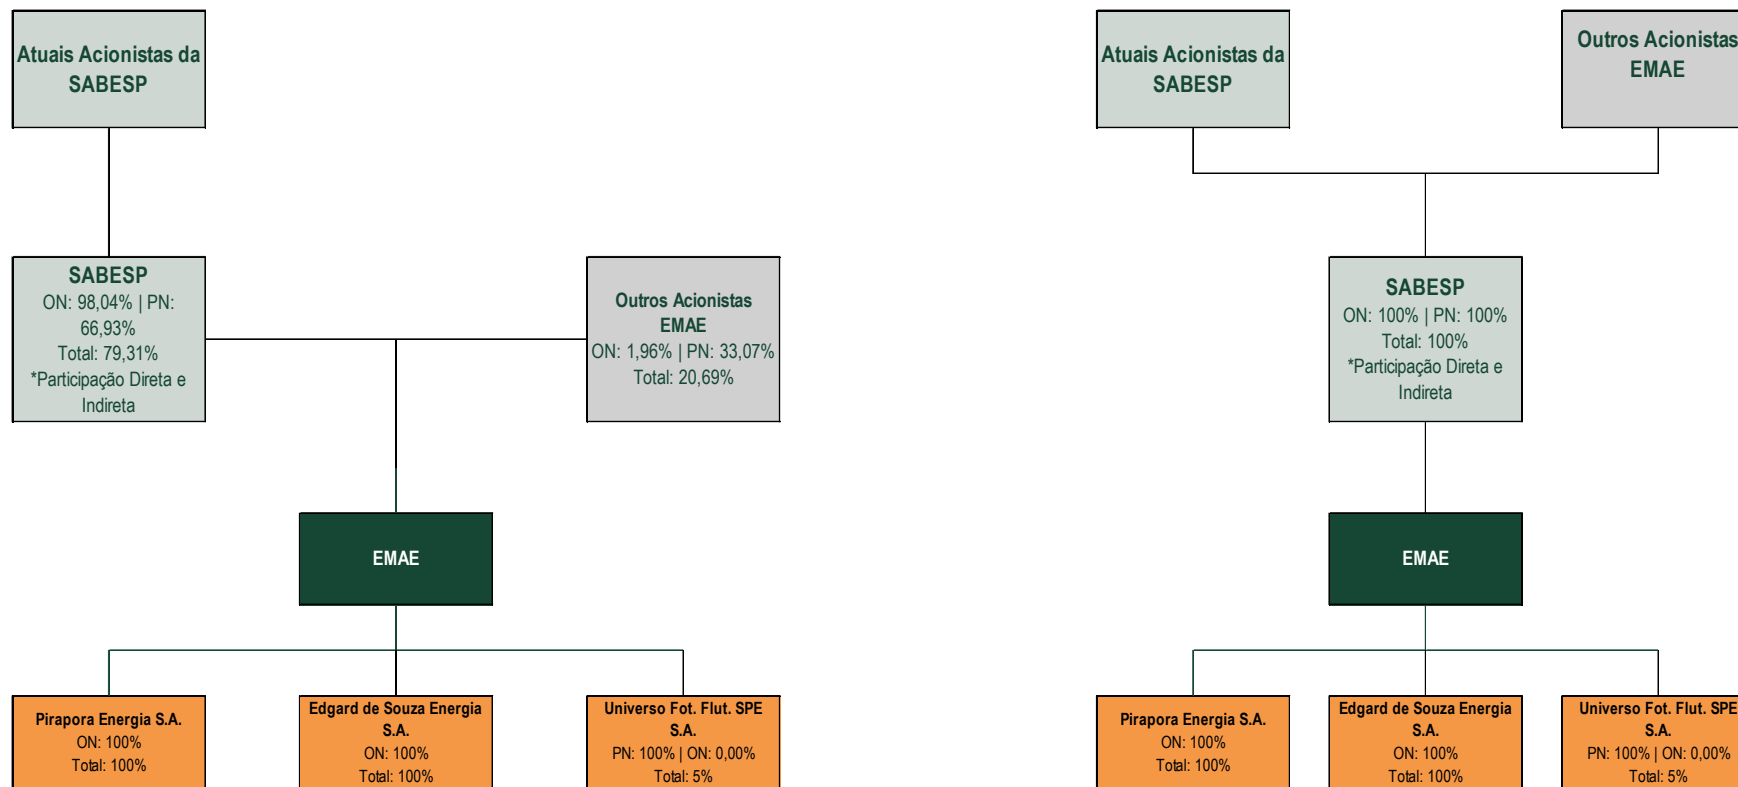 Atuais Acionistas da
SABESP
SABESP
ON: 98,04% | PN:
66,93%
Total: 79,31%
*Participação Direta e
Indireta
Outros Acionistas
EMAE
ON: 1,96% | PN: 33,07%
Total: 20,69%
EMAE
Pirapora Energia S.A.
ON: 100%
Total: 100%
Edgard de Souza Energia
S.A.
ON: 100%
Total: 100%
Universo Fot. Flut. SPE
S.A.
PN: 100% | ON: 0,00%
Total: 5%
Atuais Acionistas da
SABESP
Outros Acionistas
EMAE
SABESP
ON: 100% | PN: 100%
Total: 100%
*Participação Direta e
Indireta
EMAE
Pirapora Energia S.A.
ON: 100%
Total: 100%
Edgard de Souza Energia
S.A.
ON: 100%
Total: 100%
Universo Fot. Flut. SPE
S.A.
PN: 100% | ON: 0,00%
Total: 5%